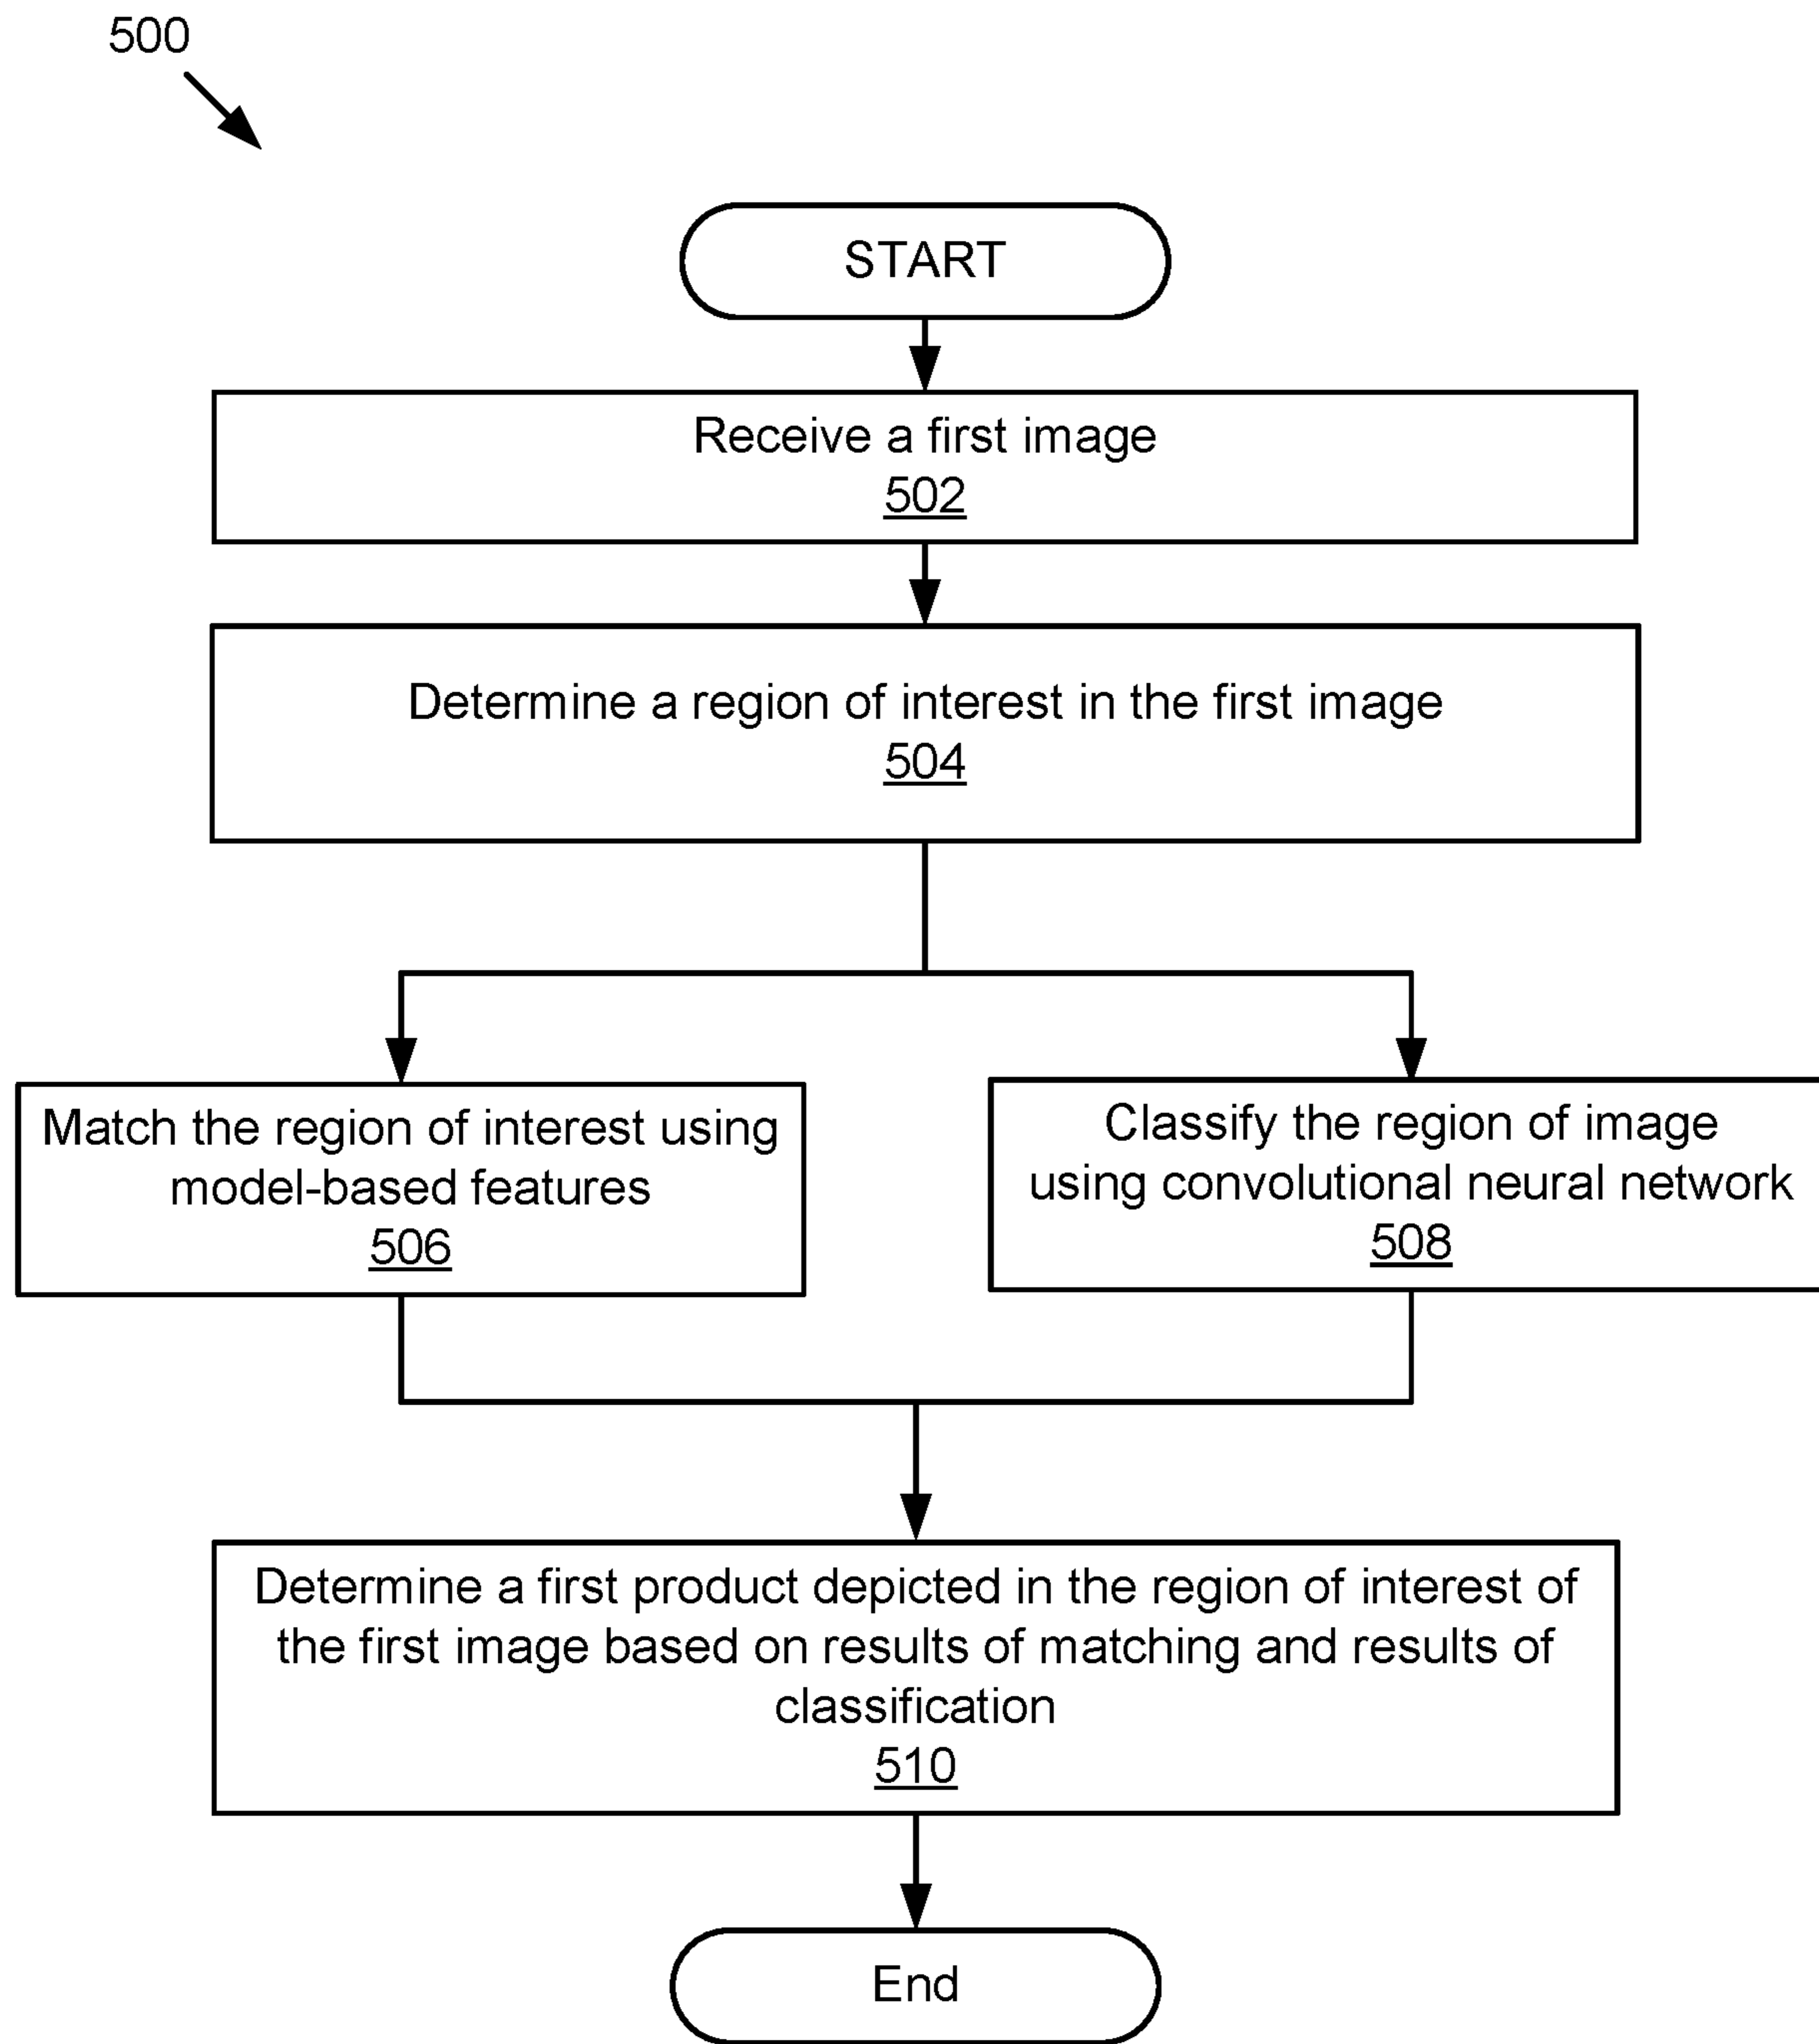 500
START
Receive a first image
502
Determine a region of interest in the first image
504
Match the region of interest using
model-based features
506
Classify the region of image
using convolutional neural network
508
Determine a first product depicted in the region of interest of
the first image based on results of matching and results of
classification
510
End